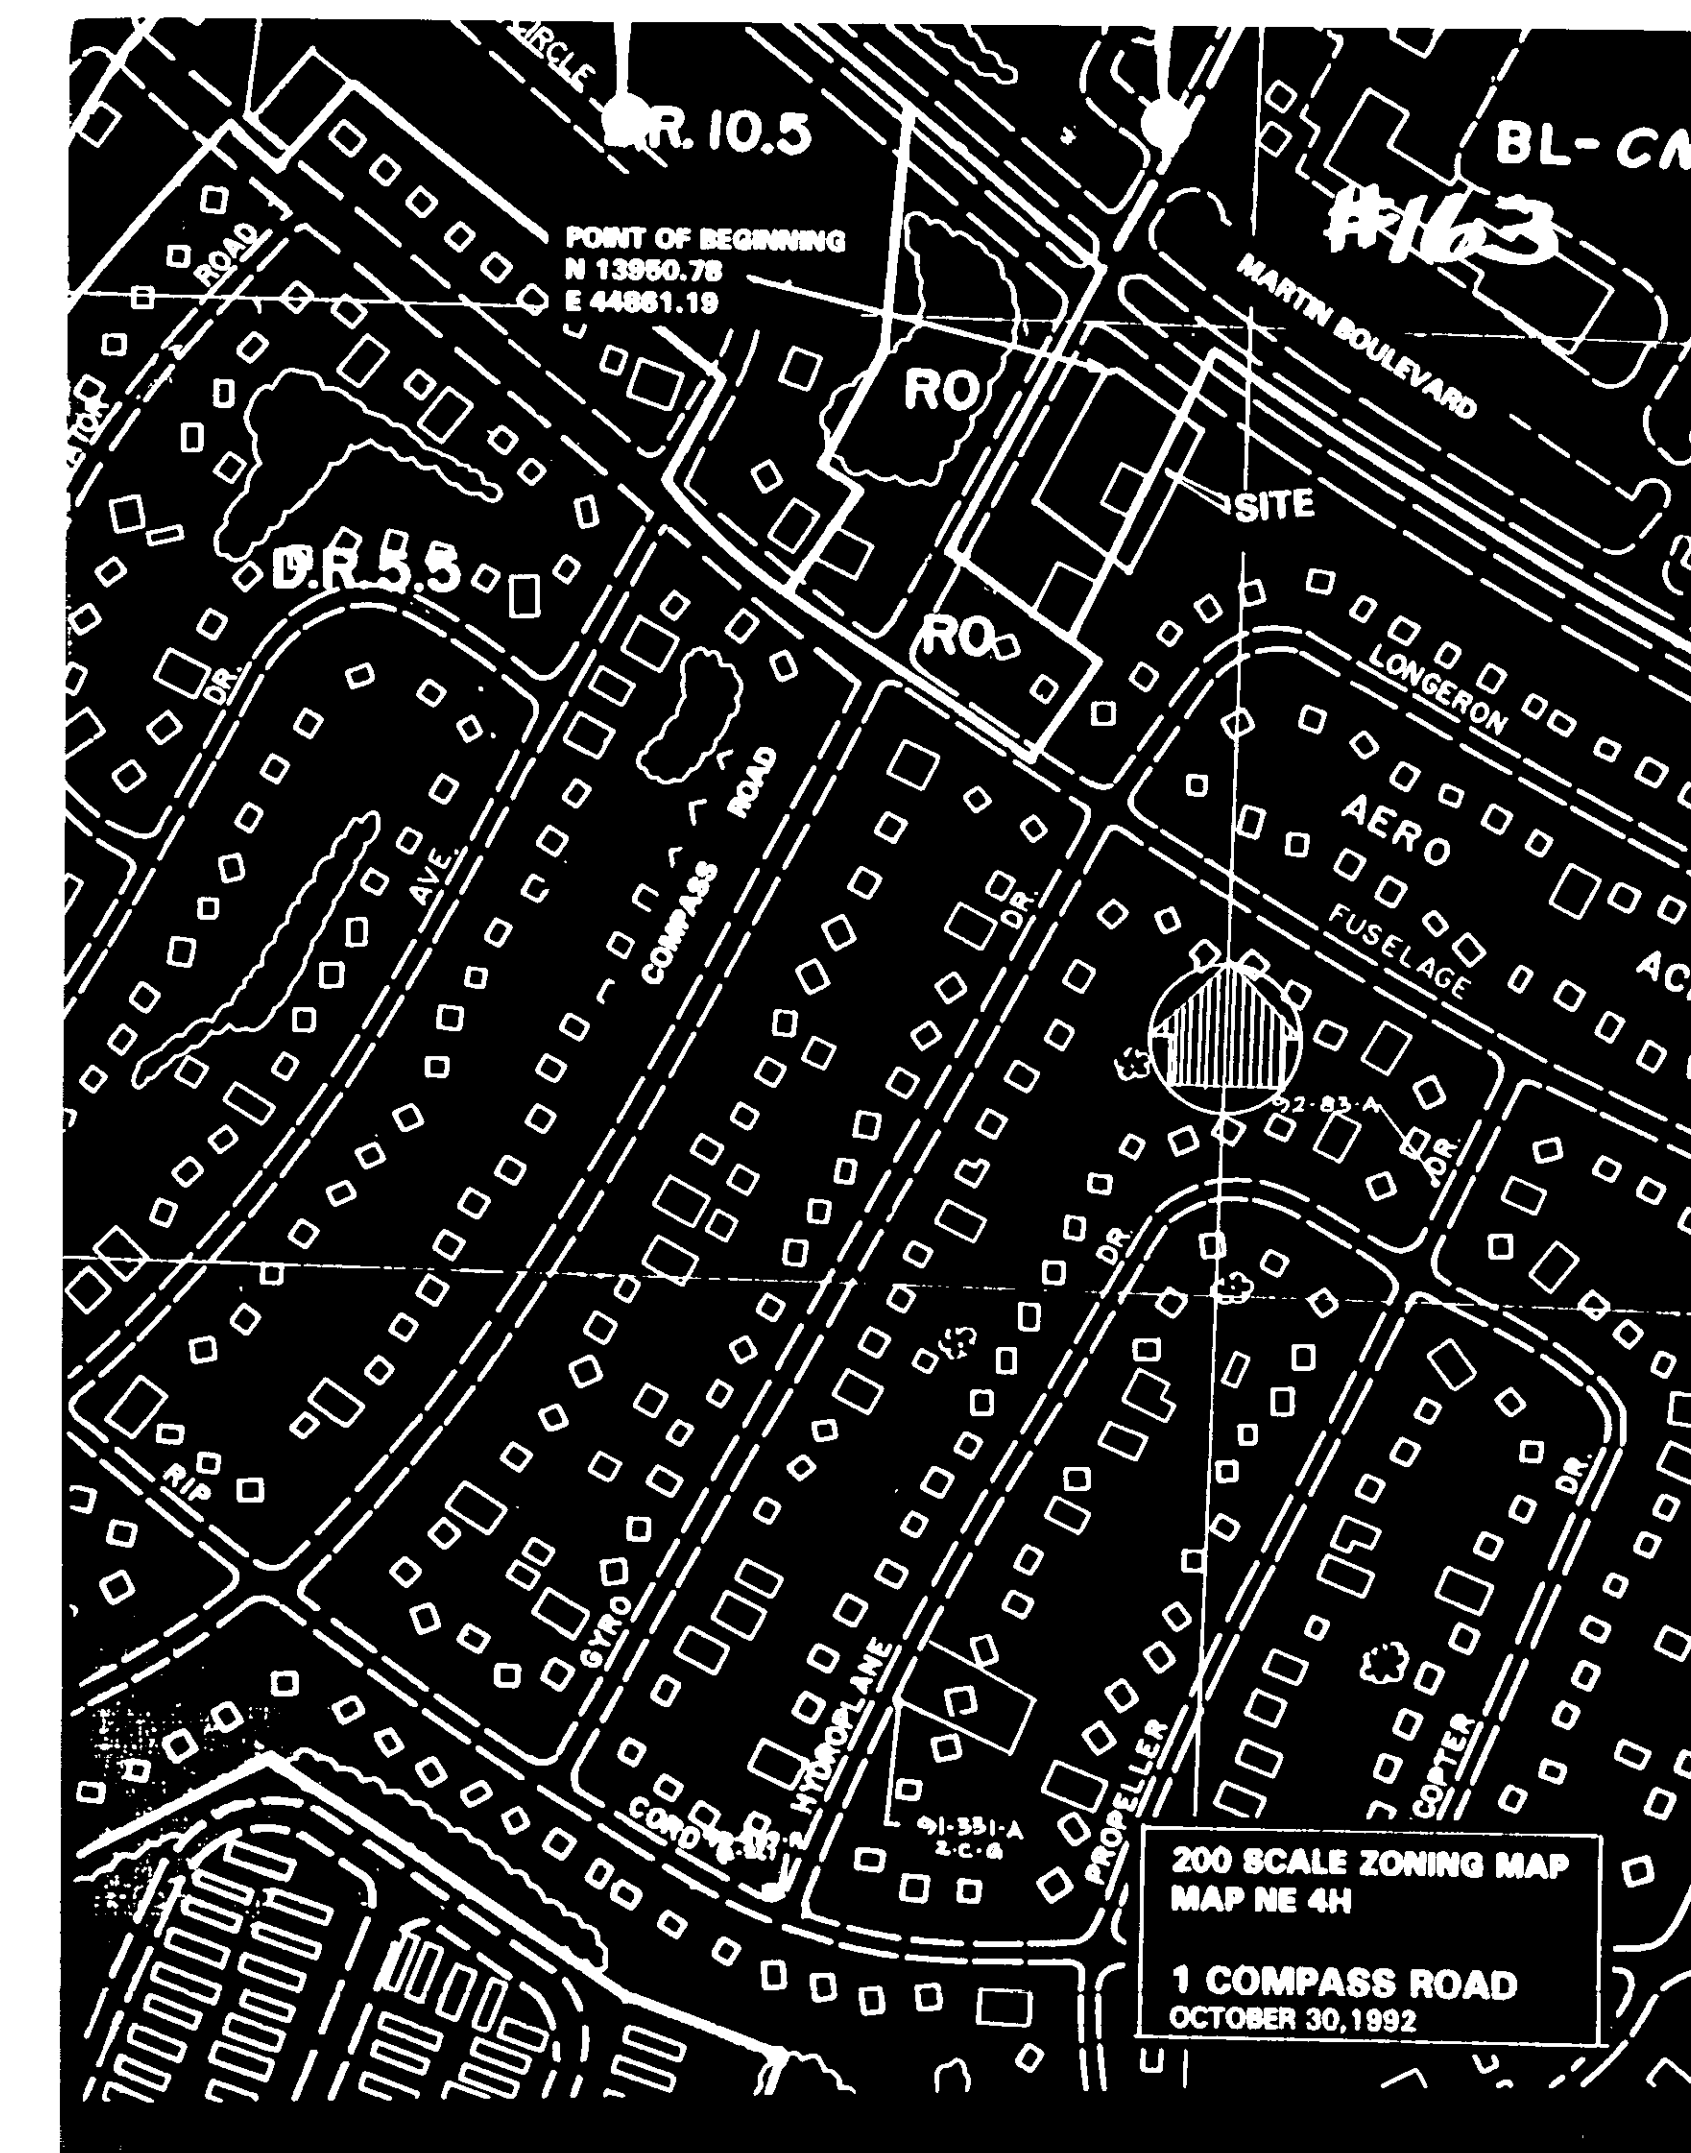 CIRCLE
D.R. 10.5
BL-CN
#163
ROAD
POINT OF BEGINNING
N 13950.78
E 44861.19
MARTIN BOULEVARD
RO
SITE
D.R. 5.5
RO
DR.
LONGERON
ROAD
AERO
AVE.
COMPASS
DR.
FUSELAGE
92-83-A
DR.
DR.
RIP
DR.
GYRO
HYDROPLANE
PROPELLER
COPTER
CORD
91-351-A
200 SCALE ZONING MAP
MAP NE 4H
1 COMPASS ROAD
OCTOBER 30, 1992